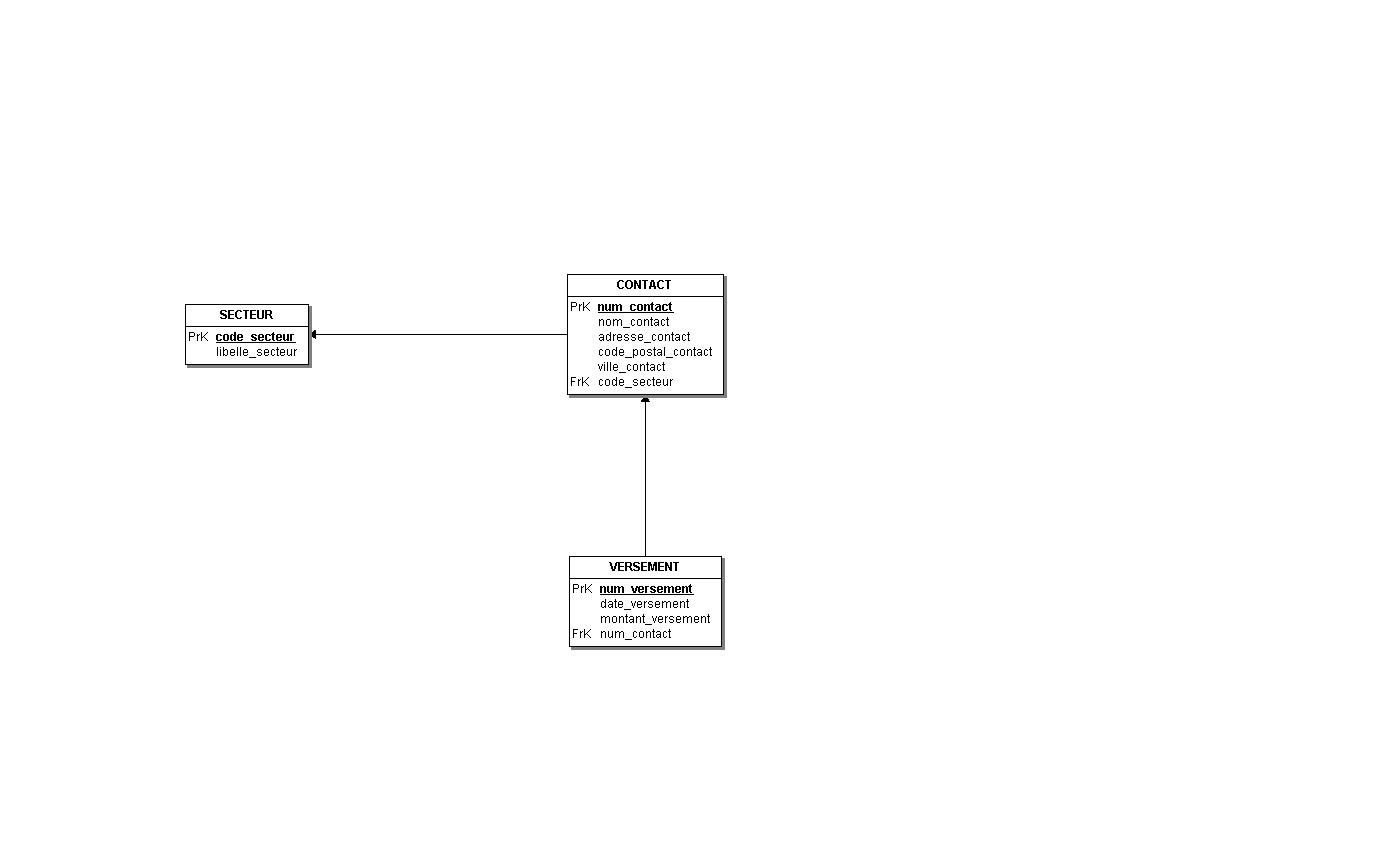 SECTEUR
PrK code_secteur
libelle_secteur
CONTACT
PrK num_contact
nom_contact
adresse_contact
code_postal_contact
ville_contact
FrK code_secteur
VERSEMENT
PrK num_versement
date_versement
montant_versement
FrK num_contact